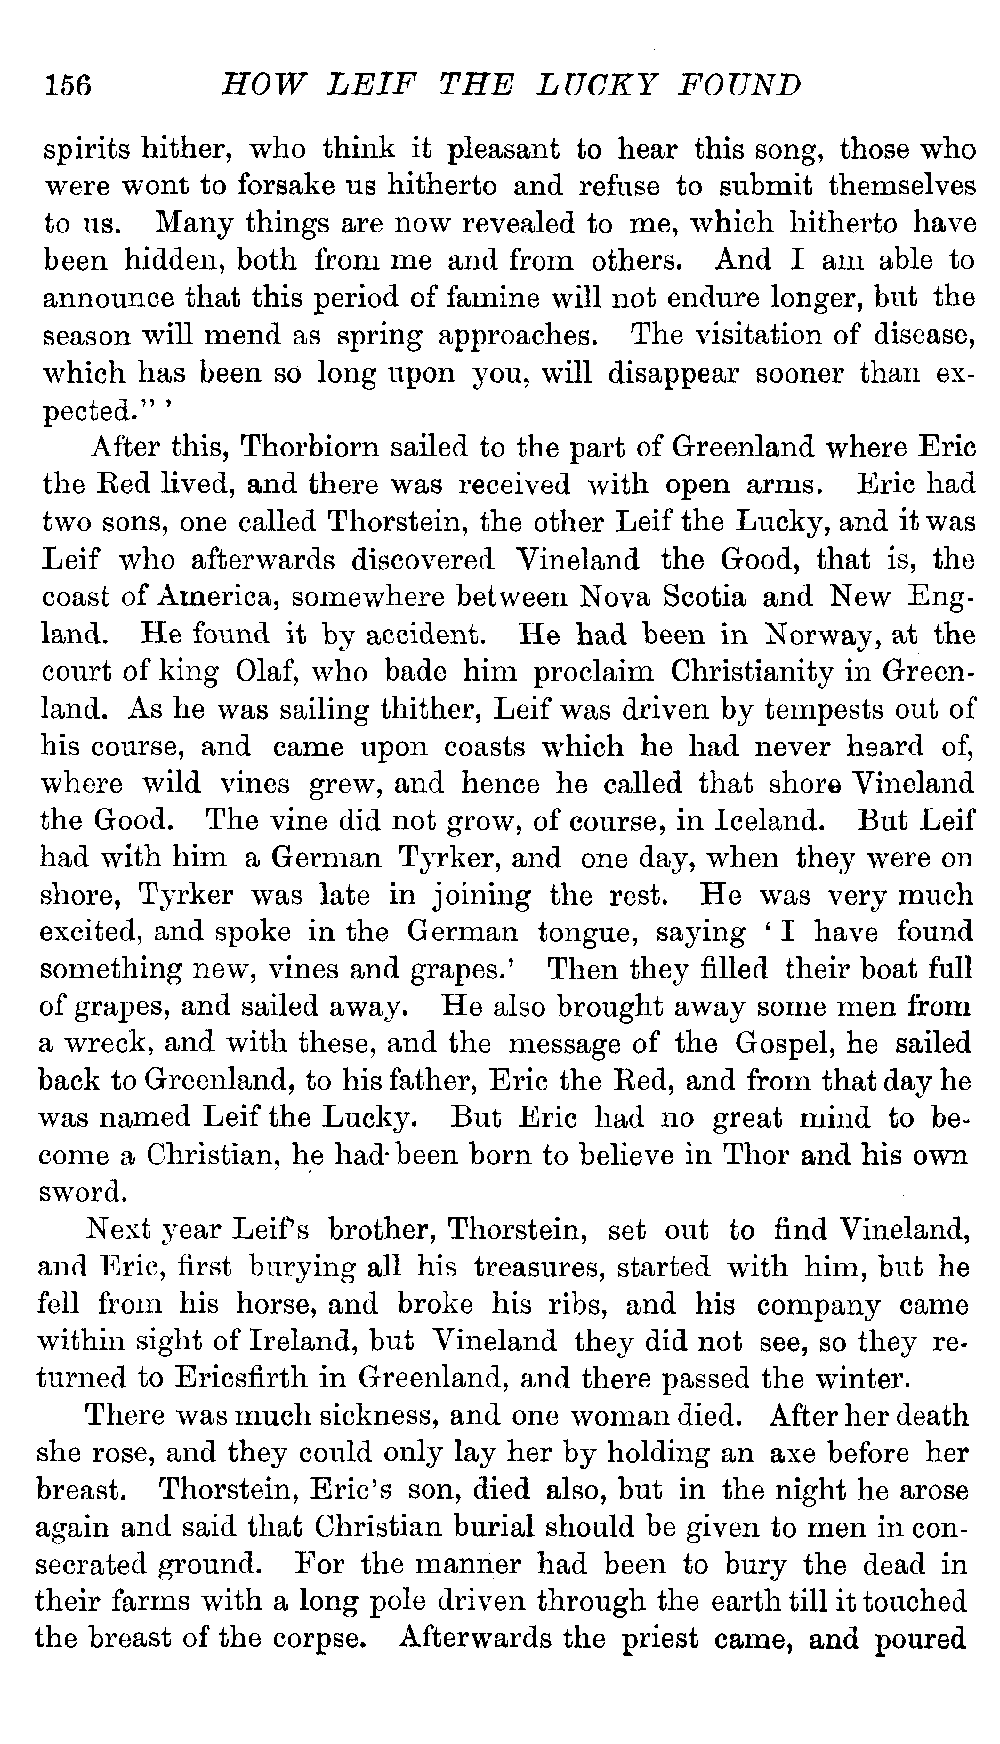 156 HOW LEIF THE LUCKY FOUND
spirits hither, who think it pleasant to hear this song, those who
were wont to forsake us hitherto and refuse to submit themselves
to us. Many things are now revealed to me, which hitherto have
been hidden, both from me and from others. And I am able to
announce that this period of famine will not endure longer, but the
season will mend as spring approaches. The visitation of disease,
which has been so long upon you, will disappear sooner than ex-
pected." '
After this, Thorbiorn sailed to the part of Greenland where Eric
the Red lived, and there was received with open arms. Eric had
two sons, one called Thorstein, the other Leif the Lucky, and it was
Leif who afterwards discovered Vineland the Good, that is, the
coast of America, somewhere between Nova Scotia and New Eng-
land. He found it by accident. He had been in Norway, at the
court of king Olaf, who bade him proclaim Christianity in Green-
land. As he was sailing thither, Leif was driven by tempests out of
his course, and came upon coasts which he had never heard of,
where wild vines grew, and hence he called that shore Vineland
the Good. The vine did not grow, of course, in Iceland. But Leif
had with him a German Tyrker, and one day, when they were on
shore, Tyrker was late in joining the rest. He was very much
excited, and spoke in the German tongue, saying ' I have found
something new, vines and grapes.' Then they filled their boat full
of grapes, and sailed away. He also brought away some men from
a wreck, and with these, and the message of the Gospel, he sailed
back to Greenland, to his father, Eric the Red, and from that day he
was named Leif the Lucky. But Eric had no great mind to be-
come a Christian, he had been born to believe in Thor and his own
sword.
Next year Leif's brother, Thorstein, set out to find Vineland,
and Eric, first burying all his treasures, started with him, but he
fell from his horse, and broke his ribs, and his company came
within sight of Ireland, but Vineland they did not see, so they re-
turned to Ericsfirth in Greenland, and there passed the winter.
There was much sickness, and one woman died. After her death
she rose, and they could only lay her by holding an axe before her
breast. Thorstein, Eric's son, died also, but in the night he arose
again and said that Christian burial should be given to men in con-
secrated ground. For the manner had been to bury the dead in
their farms with a long pole driven through the earth till it touched
the breast of the corpse. Afterwards the priest came, and poured